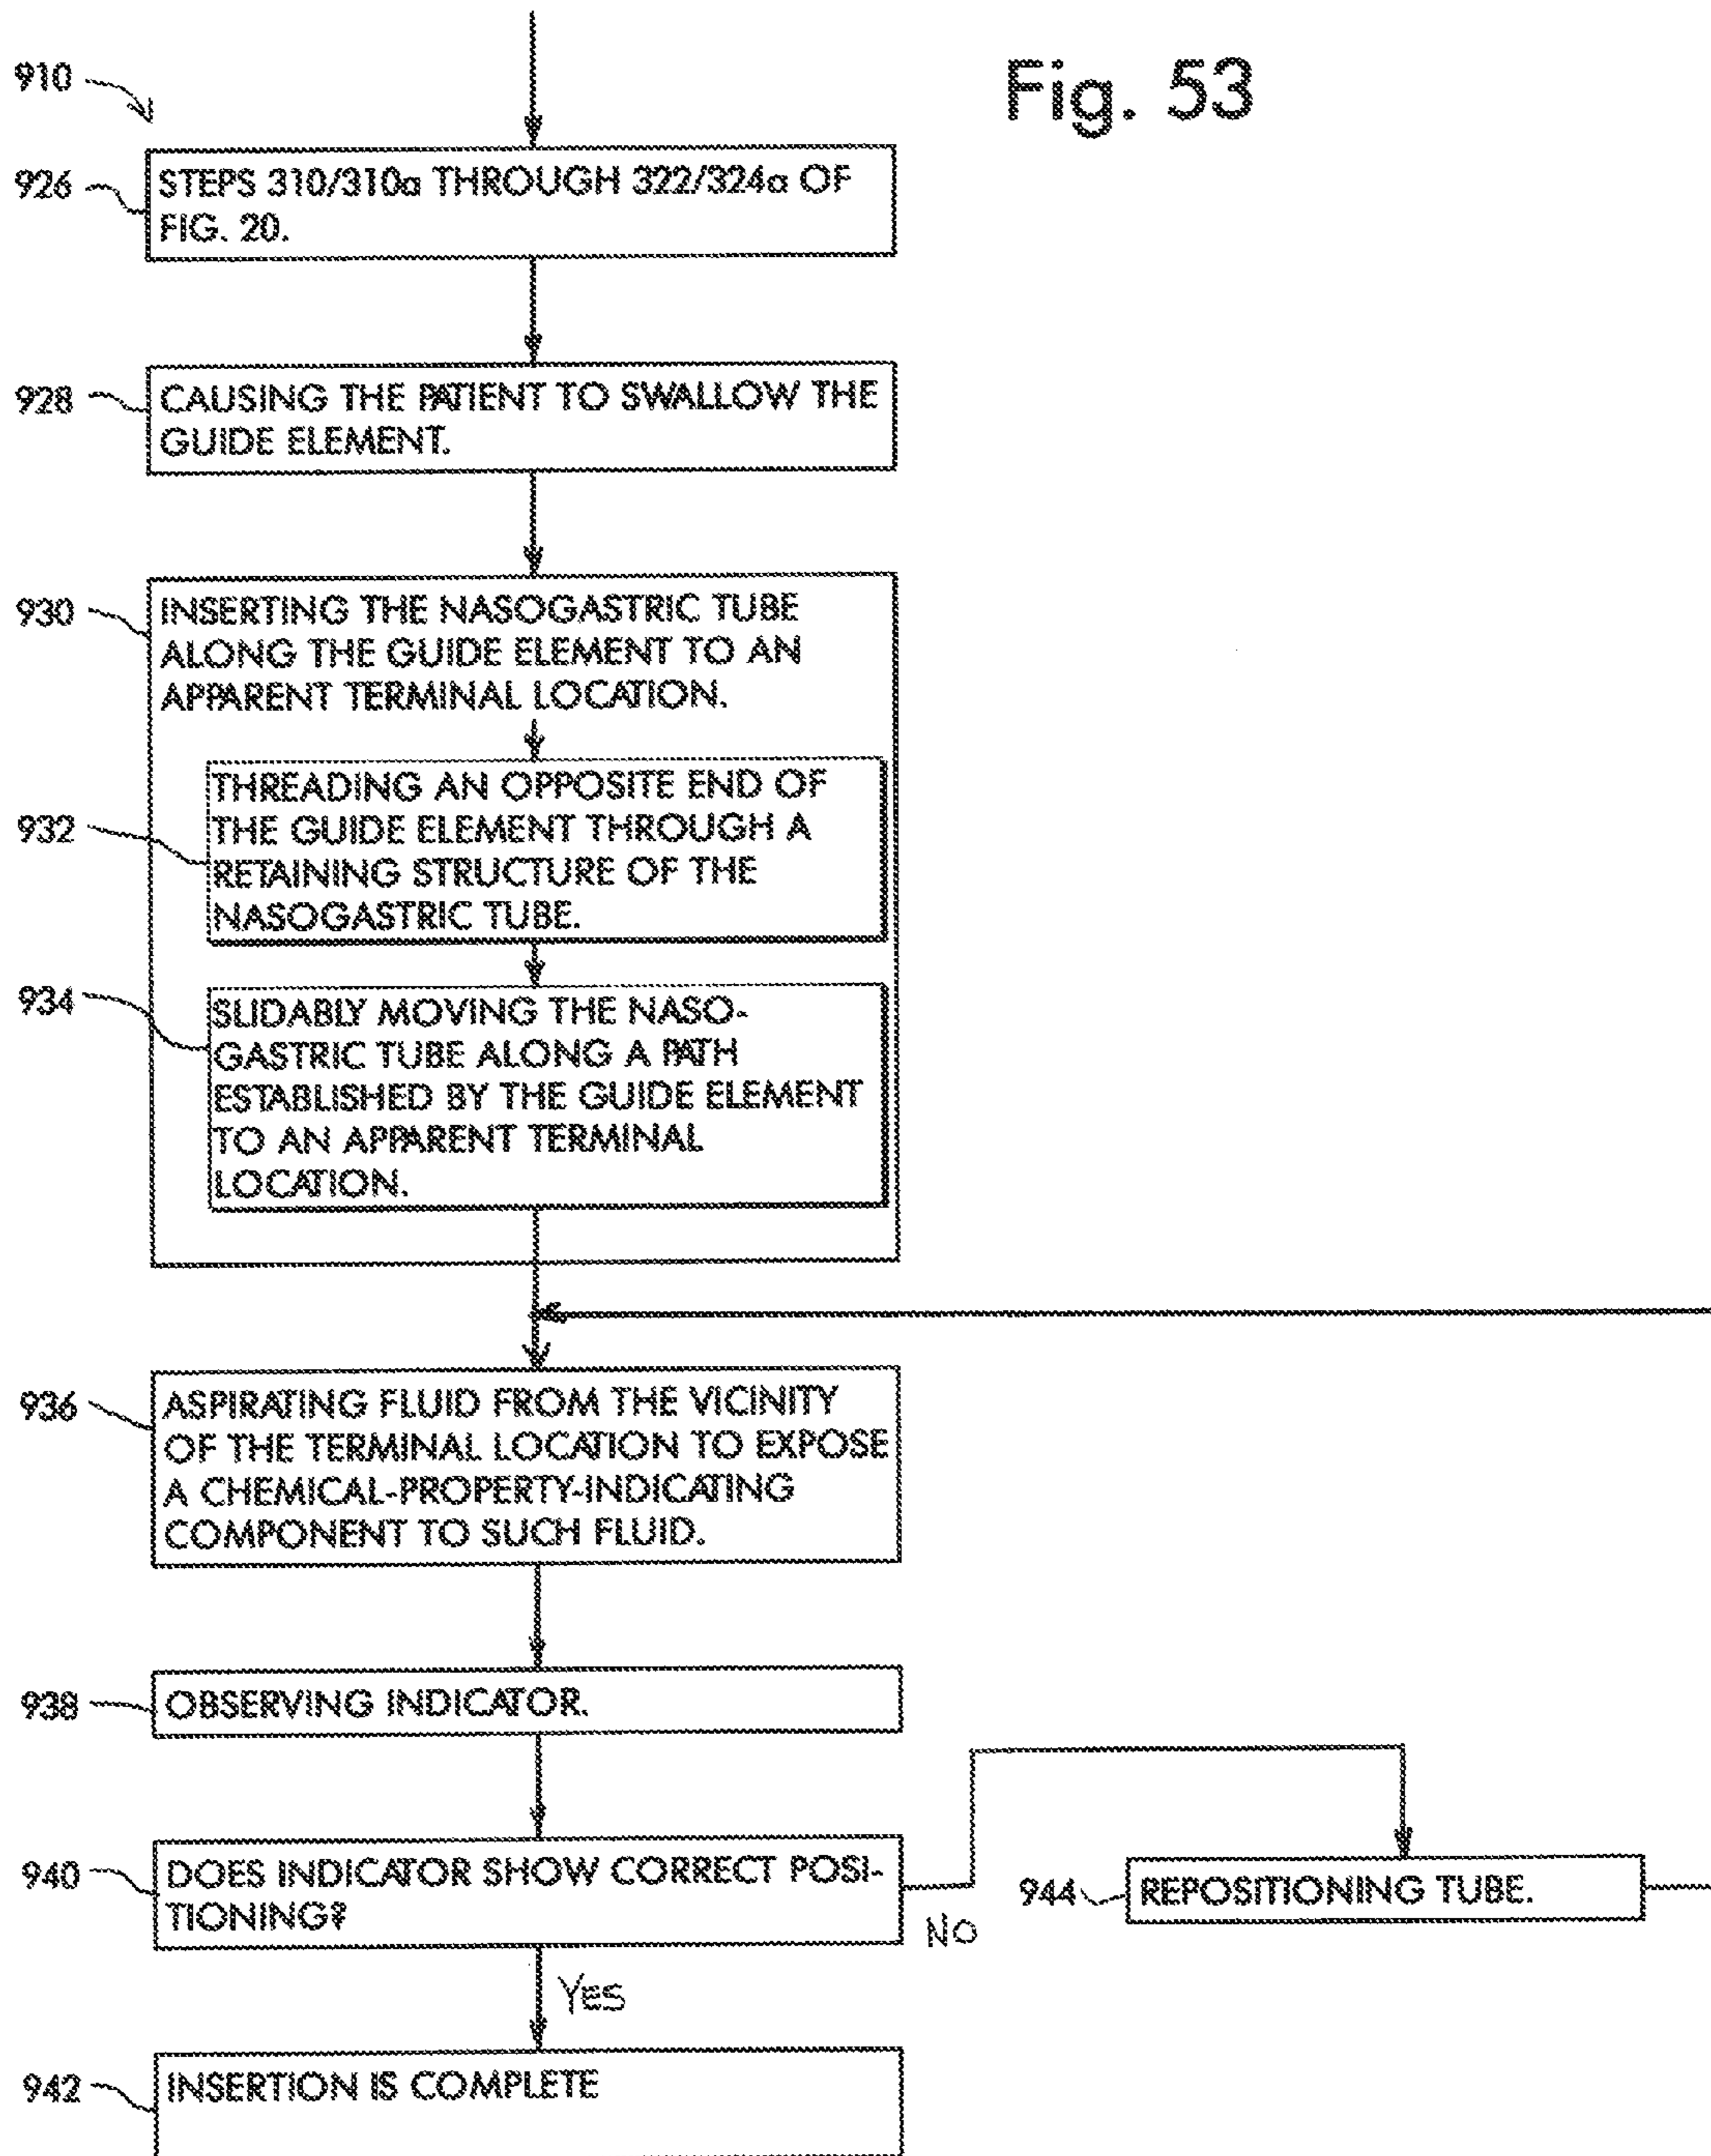 Fig. 53
910
926
STEPS 310/310a THROUGH 322/324a OF
FIG. 20.
928
CAUSING THE PATIENT TO SWALLOW THE
GUIDE ELEMENT.
930
INSERTING THE NASOGASTRIC TUBE
ALONG THE GUIDE ELEMENT TO AN
APPARENT TERMINAL LOCATION.
932
THREADING AN OPPOSITE END OF
THE GUIDE ELEMENT THROUGH A
RETAINING STRUCTURE OF THE
NASOGASTRIC TUBE.
934
SLIDABLY MOVING THE NASO-
GASTRIC TUBE ALONG A PATH
ESTABLISHED BY THE GUIDE ELEMENT
TO AN APPARENT TERMINAL
LOCATION.
936
ASPIRATING FLUID FROM THE VICINITY
OF THE TERMINAL LOCATION TO EXPOSE
A CHEMICAL-PROPERTY-INDICATING
COMPONENT TO SUCH FLUID.
938
OBSERVING INDICATOR.
940
DOES INDICATOR SHOW CORRECT POSI-
TIONING?
NO
944
REPOSITIONING TUBE.
YES
942
INSERTION IS COMPLETE